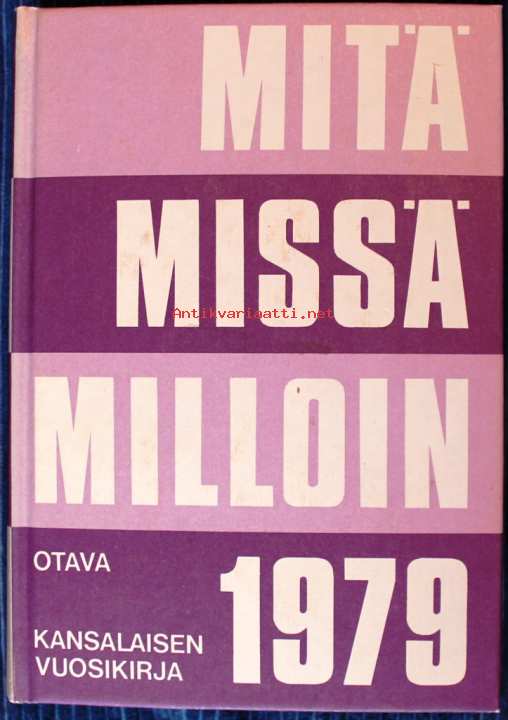 MITÄ
MISSÄ
Antikvariaatti.net
MILLOIN
OTAVA
1979
KANSALAISEN
VUOSIKIRJA